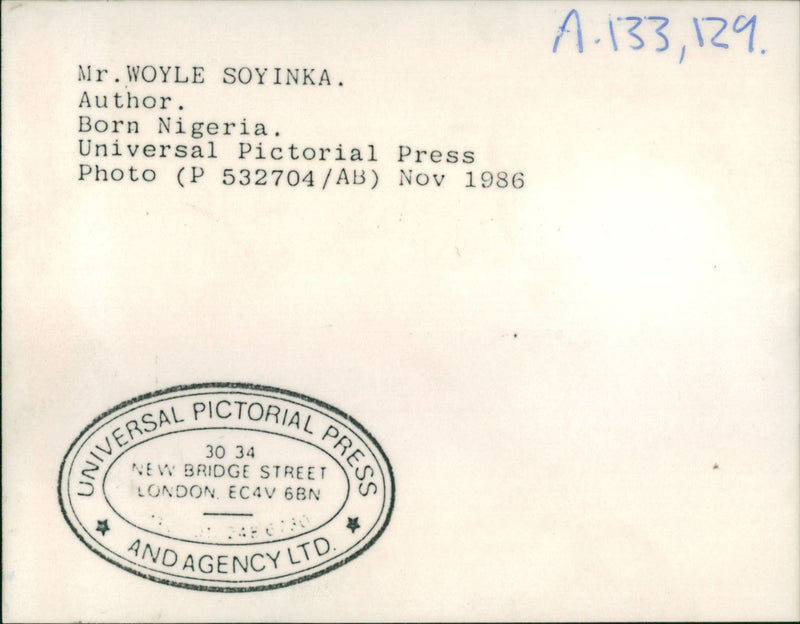 A.133,129.
Mr.WOYLE SOYINKA.
Author.
Born Nigeria.
Universal Pictorial Press
Photo (P 532704/AB) Nov 1986
UNIVERSAL PICTORIAL PRESS
30 34
NEW BRIDGE STREET
LONDON. EC4V 6BN
AND AGENCY LTD.